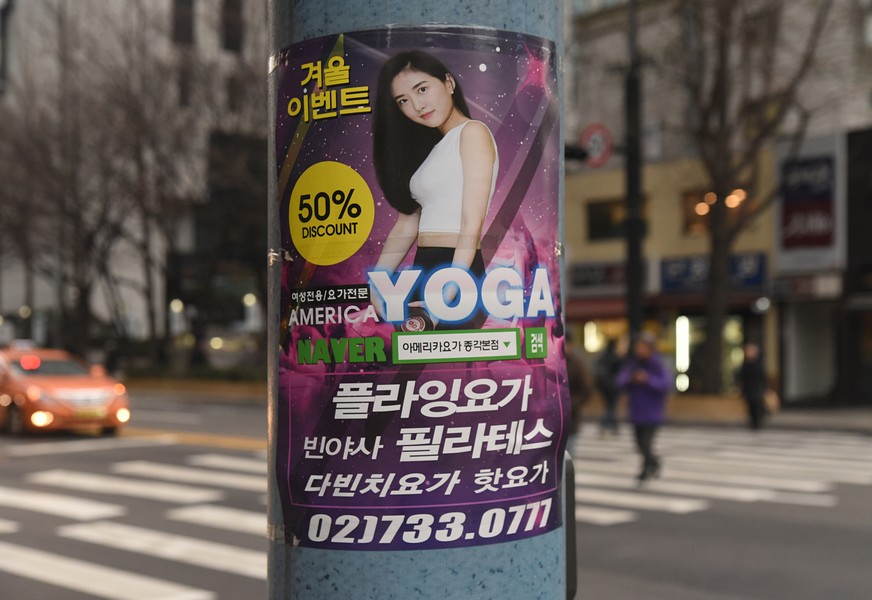 겨울
이벤트
50%
DISCOUNT
여성전용/요가전문
AMERICA YOGA
NAVER 아메리카요가 종각본점 ▼ 검색
플라잉요가
빈야사 필라테스
다빈치요가 핫요가
02)733.0777